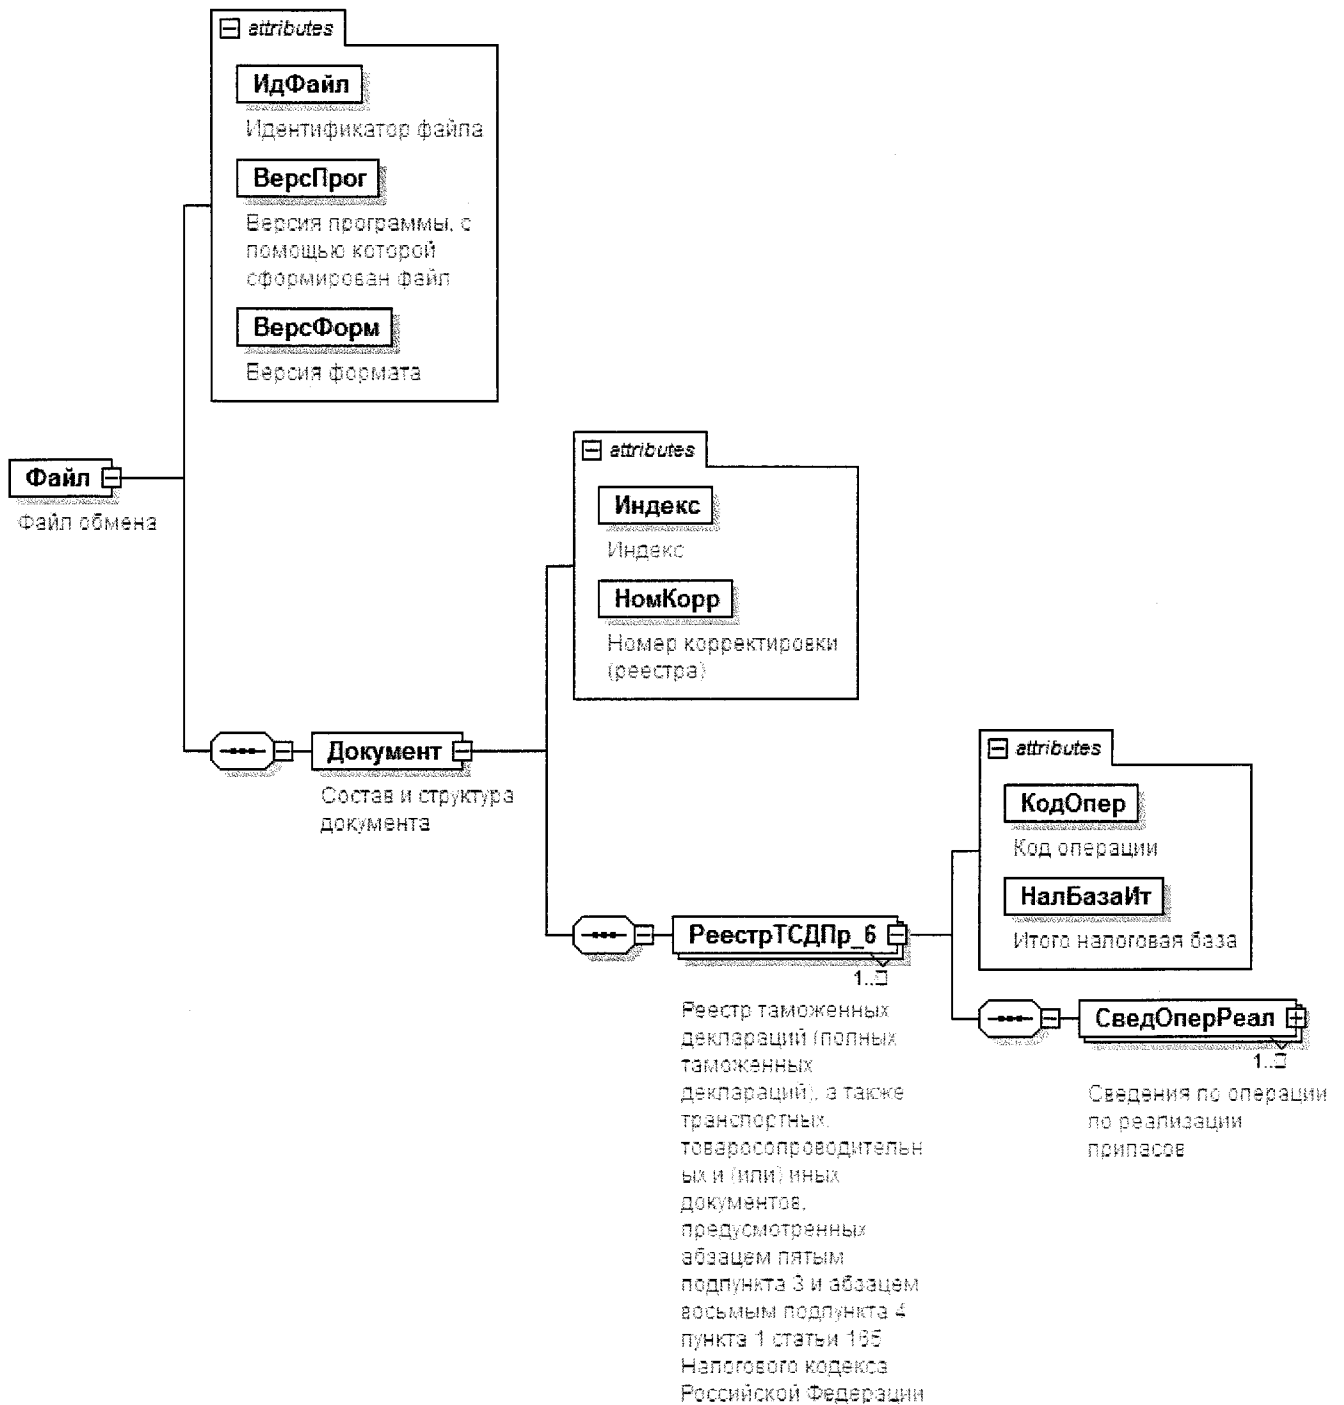 attributes
ИдФайл
Идентификатор файла
ВерсПрог
Версия программы, с
помощью которой
сформирован файл
ВерсФорм
Версия формата
Файл
Файл обмена
attributes
Индекс
Индекс
НомКорр
Номер корректировки
(реестра)
Документ
Состав и структура
документа
attributes
КодОпер
Код операции
НалБазаИт
Итого налоговая база
РеестрТСДПр_6
1..□
Реестр таможенных
деклараций (полных
таможенных
деклараций), а также
транспортных,
товаросопроводительн
ых и (или) иных
документов,
предусмотренных
абзацем пятым
подпункта 3 и абзацем
восьмым подпункта 4
пункта 1 статьи 165
Налогового кодекса
Российской Федерации
СведОперРеал
1..□
Сведения по операции
по реализации
припасов